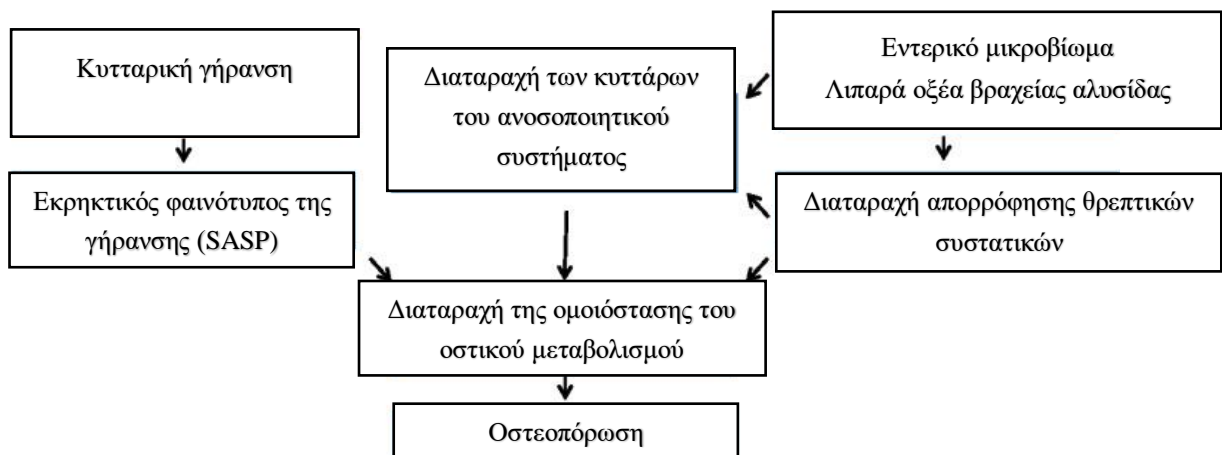 Κυτταρική γήρανση
Εκρηκτικός φαινότυπος της
γήρανσης (SASP)
Διαταραχή των κυττάρων
του ανοσοποιητικού
συστήματος
Εντερικό μικροβίωμα
Λιπαρά οξέα βραχείας αλυσίδας
Διαταραχή απορρόφησης θρεπτικών
συστατικών
Διαταραχή της ομοιόστασης του
οστικού μεταβολισμού
Οστεοπόρωση